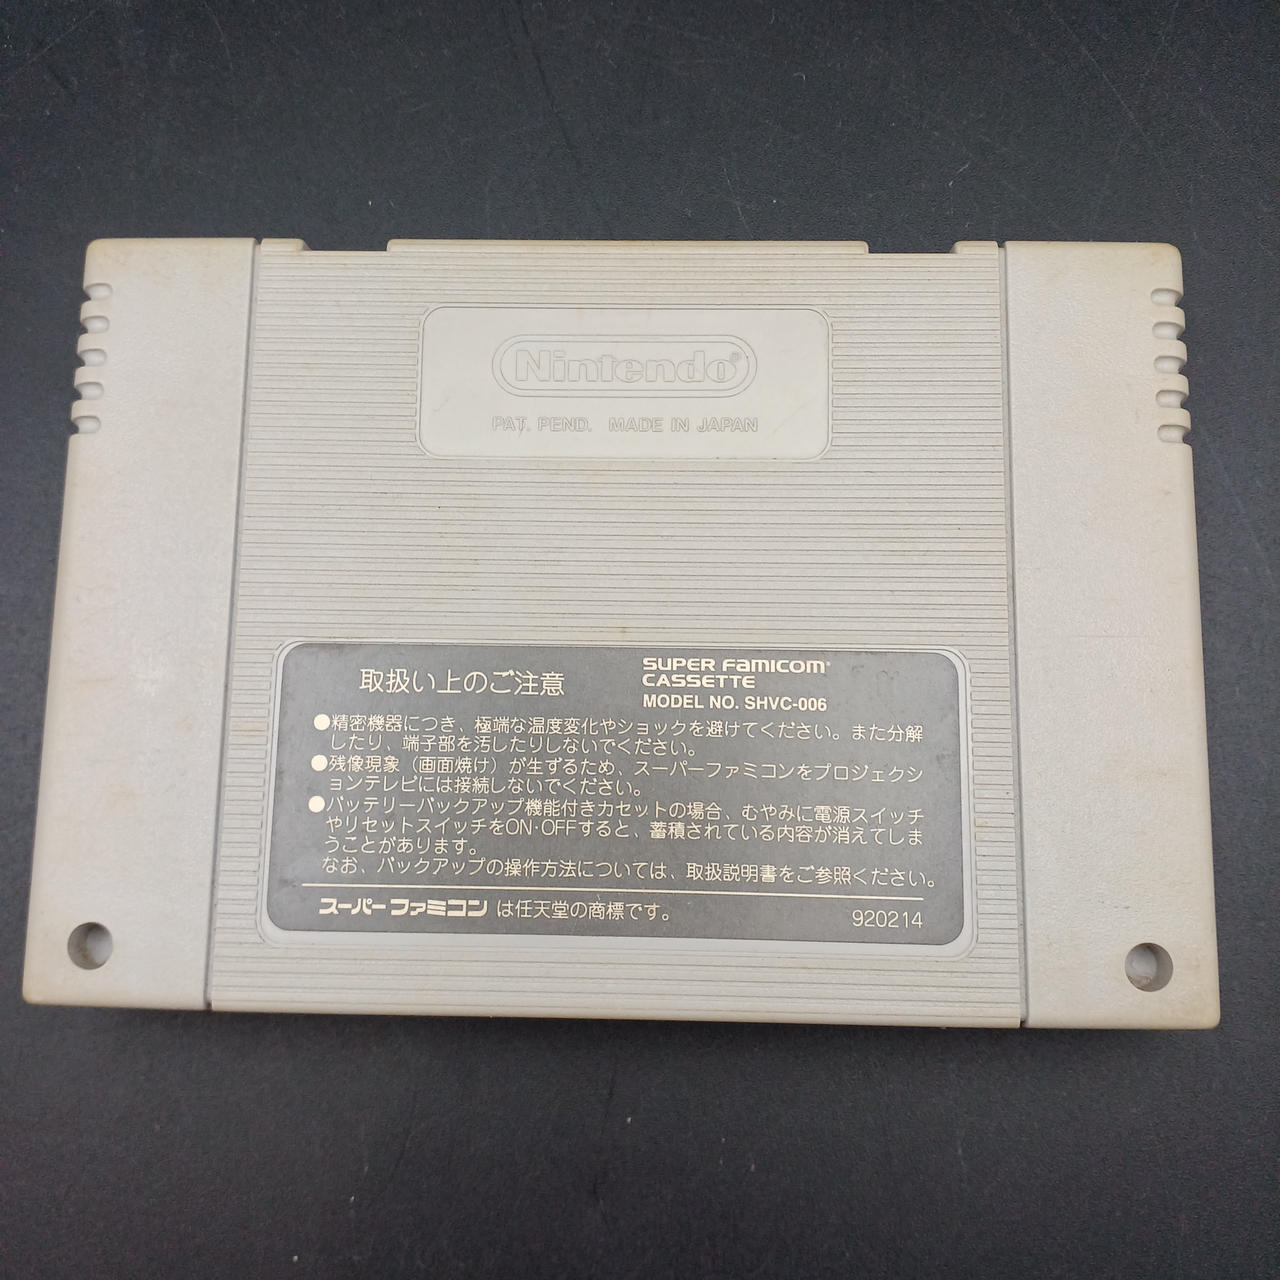 Nintendo®
PAT. PEND. MADE IN JAPAN
取扱い上のご注意
SUPER FAMICOM®
CASSETTE
MODEL NO. SHVC-006
●精密機器につき、極端な温度変化やショックを避けてください。また分解
したり、端子部を汚したりしないでください。
●残像現象（画面焼け）が生ずるため、スーパーファミコンをプロジェクシ
ョンテレビには接続しないでください。
●バッテリーバックアップ機能付きカセットの場合、むやみに電源スイッチ
やリセットスイッチをON·OFFすると、蓄積されている内容が消えてしま
うことがあります。
なお、バックアップの操作方法については、取扱説明書をご参照ください。
スーパーファミコン は任天堂の商標です。
920214